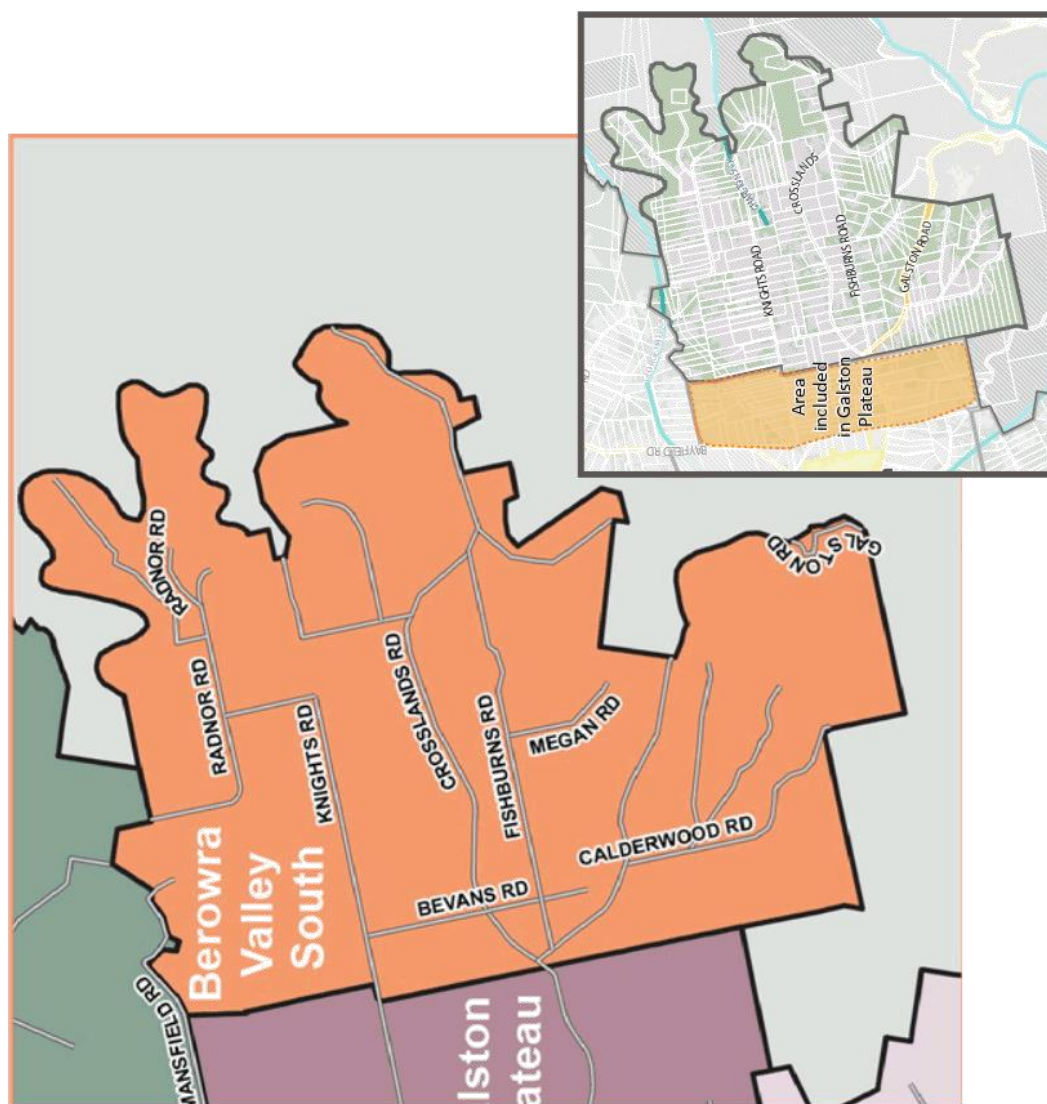 CROSSLANDS
KNIGHTS ROAD
FISHBURNS ROAD
GALSTON ROAD
Area
included
in Galston
Plateau
BAYFIELD RD
RD
RADNOR RD
GALSTON RD
RADNOR RD
KNIGHTS RD
CROSSLANDS RD
FISHBURNS RD
MEGAN RD
CALDERWOOD RD
BEVANS RD
Berowra
Valley
South
MANSFIELD RD
lston
ateau